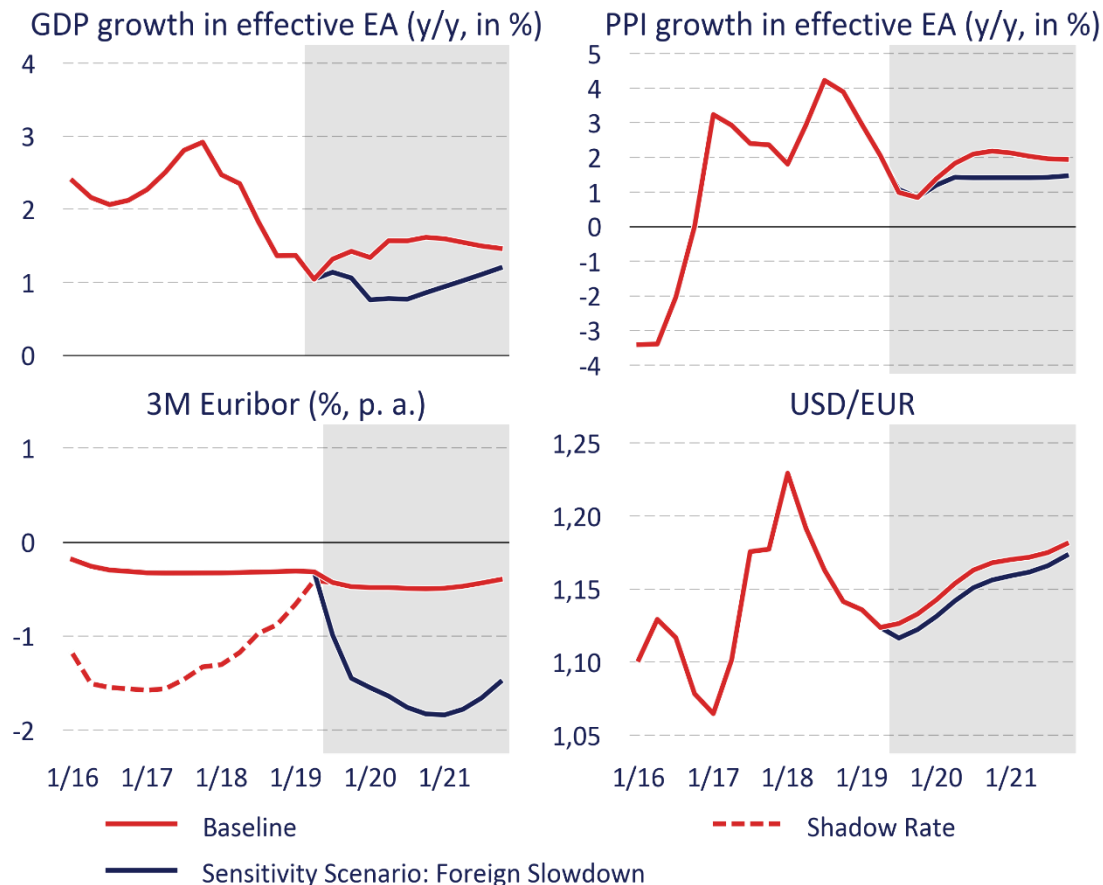 GDP growth in effective EA (y/y, in %)
4
3
2
1
0
PPI growth in effective EA (y/y, in %)
5
4
3
2
1
0
-1
-2
-3
-4
3M Euribor (%, p. a.)
1
0
-1
-2
1/16 1/17 1/18 1/19 1/20 1/21
USD/EUR
1,25
1,20
1,15
1,10
1,05
1/16 1/17 1/18 1/19 1/20 1/21
Baseline
Shadow Rate
Sensitivity Scenario: Foreign Slowdown